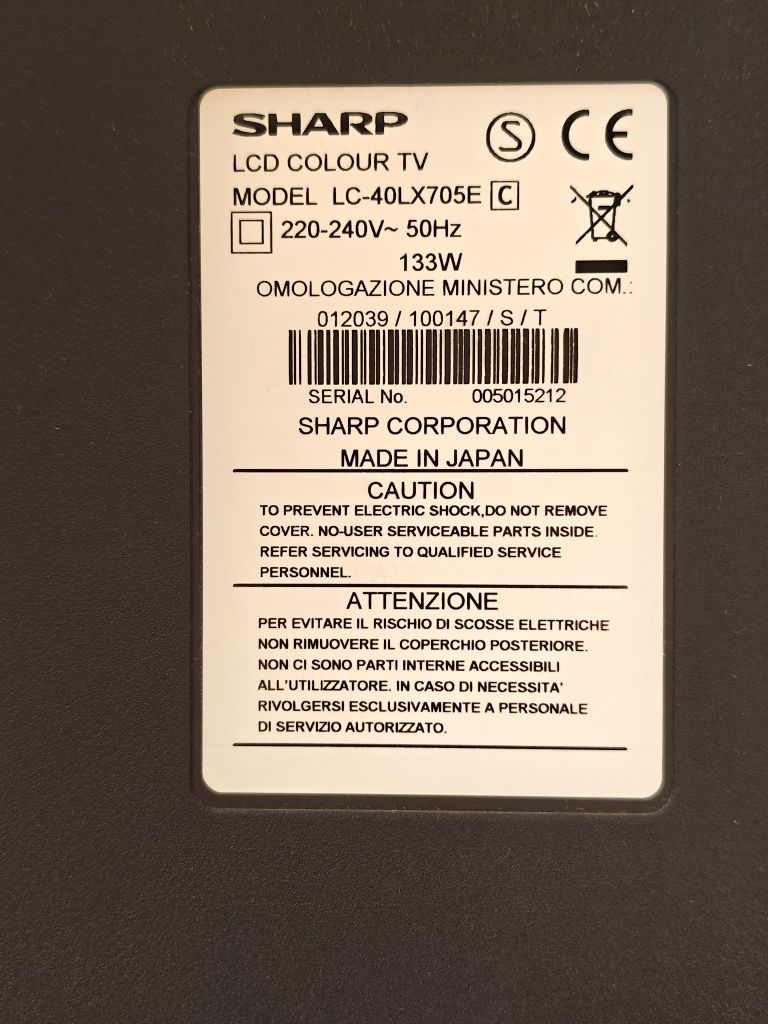 SHARP
LCD COLOUR TV
MODEL LC-40LX705E C
220-240V~ 50Hz
133W
OMOLOGAZIONE MINISTERO COM.:
012039 / 100147 / S / T
SERIAL No. 005015212
SHARP CORPORATION
MADE IN JAPAN
CAUTION
TO PREVENT ELECTRIC SHOCK,DO NOT REMOVE
COVER. NO-USER SERVICEABLE PARTS INSIDE.
REFER SERVICING TO QUALIFIED SERVICE
PERSONNEL.
ATTENZIONE
PER EVITARE IL RISCHIO DI SCOSSE ELETTRICHE
NON RIMUOVERE IL COPERCHIO POSTERIORE.
NON CI SONO PARTI INTERNE ACCESSIBILI
ALL'UTILIZZATORE. IN CASO DI NECESSITA'
RIVOLGERSI ESCLUSIVAMENTE A PERSONALE
DI SERVIZIO AUTORIZZATO.